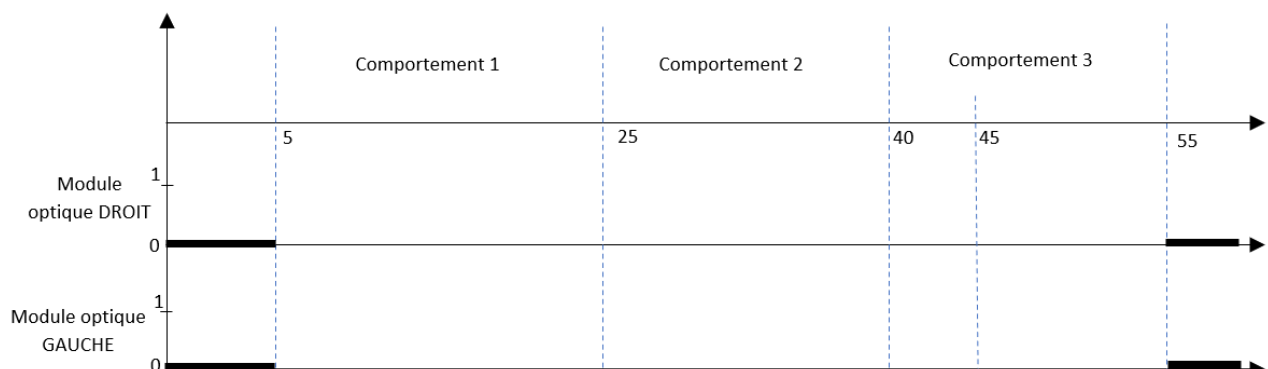 Comportement 1
Comportement 2
Comportement 3
5
25
40
45
55
1
Module
optique DROIT
0
1
Module optique
GAUCHE
0